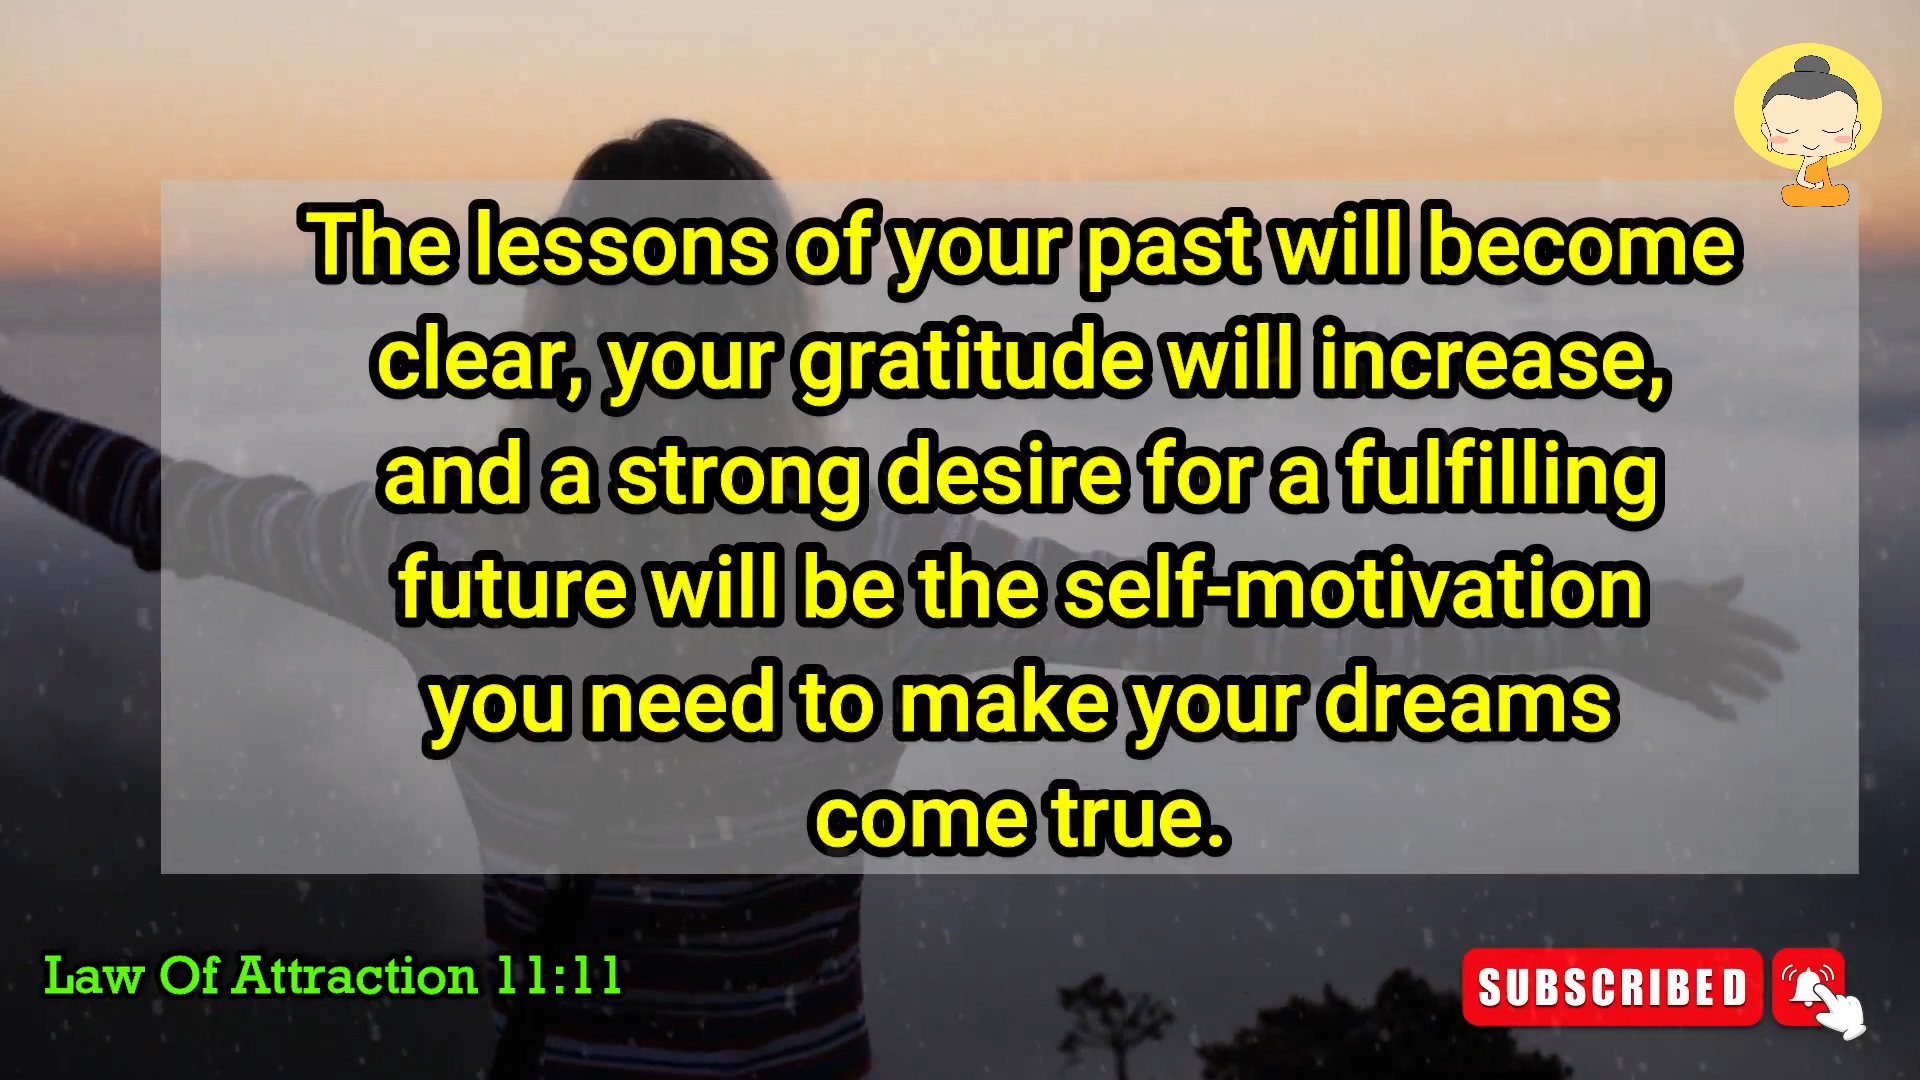 The lessons of your past will become
clear, your gratitude will increase,
and a strong desire for a fulfilling
future will be the self-motivation
you need to make your dreams
come true.
Law Of Attraction 11:11
SUBSCRIBED